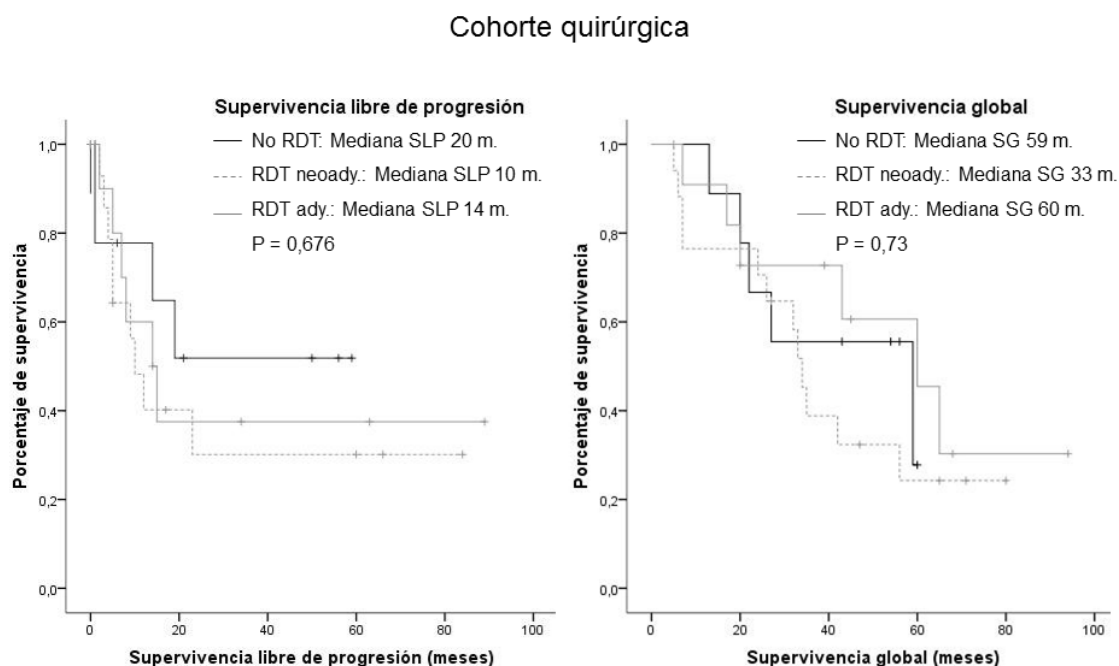 Cohorte quirúrgica
Supervivencia libre de progresión
No RDT: Mediana SLP 20 m.
RDT neoady.: Mediana SLP 10 m.
RDT ady.: Mediana SLP 14 m.
P = 0,676
Porcentaje de supervivencia
1,0
0,8
0,6
0,4
0,2
0,0
0 20 40 60 80 100
Supervivencia libre de progresión (meses)
Supervivencia global
No RDT: Mediana SG 59 m.
RDT neoady.: Mediana SG 33 m.
RDT ady.: Mediana SG 60 m.
P = 0,73
Porcentaje de supervivencia
1,0
0,8
0,6
0,4
0,2
0,0
0 20 40 60 80 100
Supervivencia global (meses)